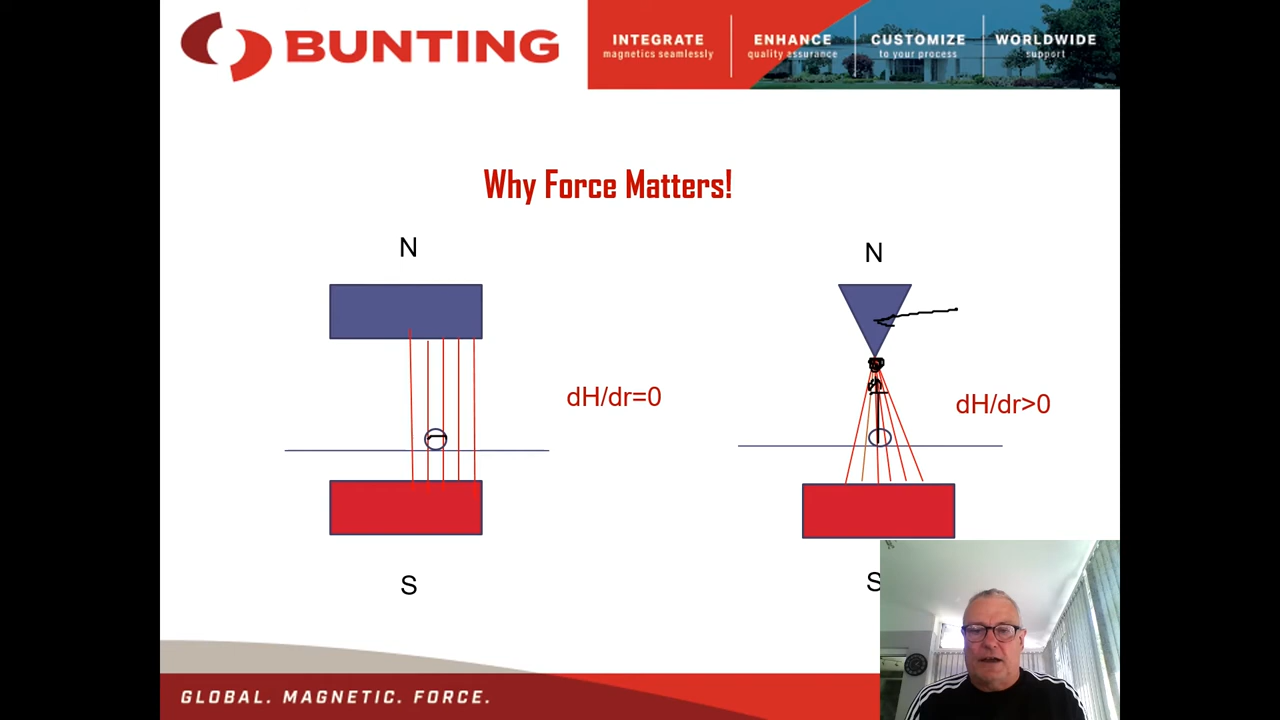 BUNTING
INTEGRATE
magnetics seamlessly
ENHANCE
quality assurance
CUSTOMIZE
to your process
WORLDWIDE
support
Why Force Matters!
N
N
dH/dr=0
dH/dr>0
S
S
GLOBAL. MAGNETIC. FORCE.